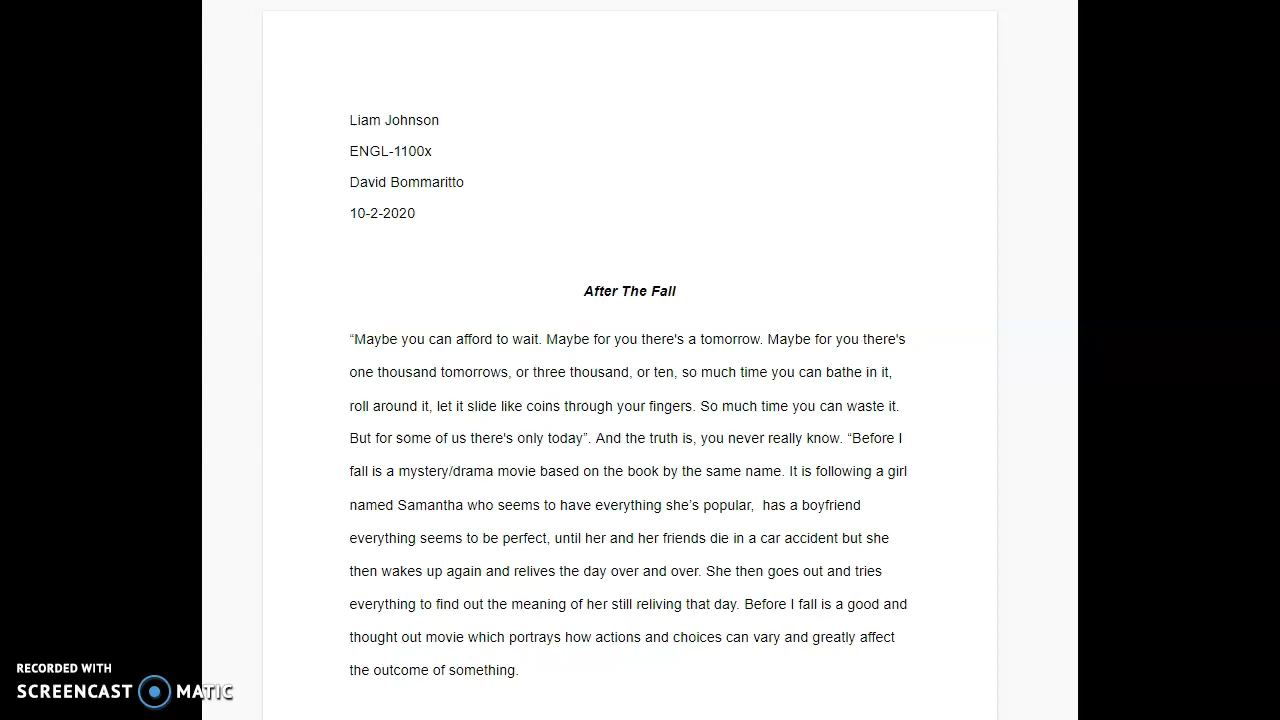 Liam Johnson
ENGL-1100x
David Bommaritto
10-2-2020
After The Fall
“Maybe you can afford to wait. Maybe for you there's a tomorrow. Maybe for you there's
one thousand tomorrows, or three thousand, or ten, so much time you can bathe in it,
roll around it, let it slide like coins through your fingers. So much time you can waste it.
But for some of us there's only today”. And the truth is, you never really know. “Before I
fall is a mystery/drama movie based on the book by the same name. It is following a girl
named Samantha who seems to have everything she’s popular,  has a boyfriend
everything seems to be perfect, until her and her friends die in a car accident but she
then wakes up again and relives the day over and over. She then goes out and tries
everything to find out the meaning of her still reliving that day. Before I fall is a good and
thought out movie which portrays how actions and choices can vary and greatly affect
the outcome of something.
RECORDED WITH
SCREENCAST MATIC